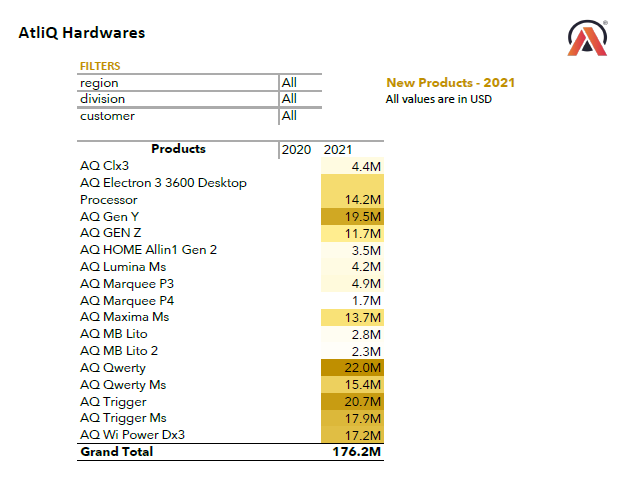 AtliQ Hardwares
FILTERS
region All
division All
customer All
New Products - 2021
All values are in USD
Products 2020 2021
AQ Clx3 4.4M
AQ Electron 3 3600 Desktop
Processor 14.2M
AQ Gen Y 19.5M
AQ GEN Z 11.7M
AQ HOME Allin1 Gen 2 3.5M
AQ Lumina Ms 4.2M
AQ Marquee P3 4.9M
AQ Marquee P4 1.7M
AQ Maxima Ms 13.7M
AQ MB Lito 2.8M
AQ MB Lito 2 2.3M
AQ Qwerty 22.0M
AQ Qwerty Ms 15.4M
AQ Trigger 20.7M
AQ Trigger Ms 17.9M
AQ Wi Power Dx3 17.2M
Grand Total 176.2M